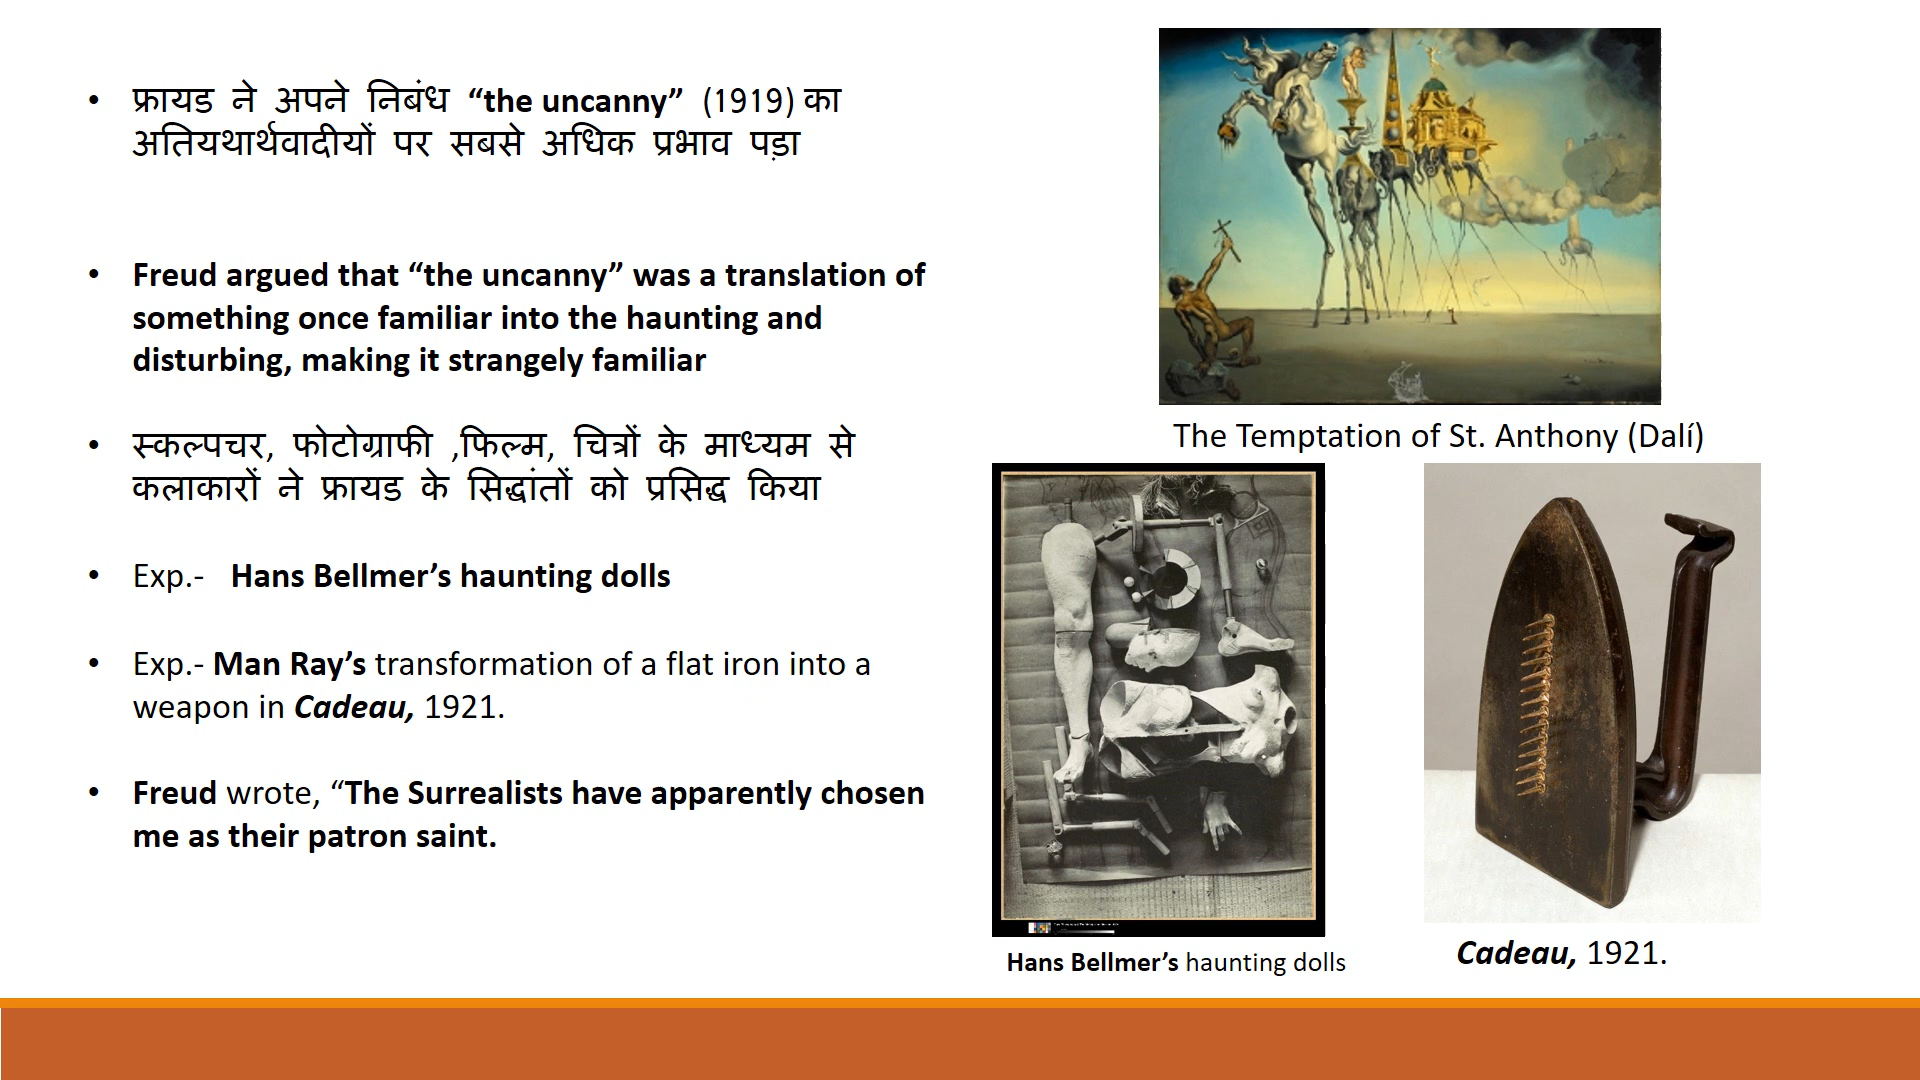 • फ्रायड ने अपने निबंध “the uncanny” (1919) का
अतियथार्थवादीयों पर सबसे अधिक प्रभाव पड़ा
• Freud argued that “the uncanny” was a translation of
something once familiar into the haunting and
disturbing, making it strangely familiar
• स्कल्पचर, फोटोग्राफी ,फिल्म, चित्रों के माध्यम से
कलाकारों ने फ्रायड के सिद्धांतों को प्रसिद्ध किया
• Exp.- Hans Bellmer’s haunting dolls
• Exp.- Man Ray’s transformation of a flat iron into a
weapon in Cadeau, 1921.
• Freud wrote, “The Surrealists have apparently chosen
me as their patron saint.
The Temptation of St. Anthony (Dalí)
Hans Bellmer’s haunting dolls
Cadeau, 1921.